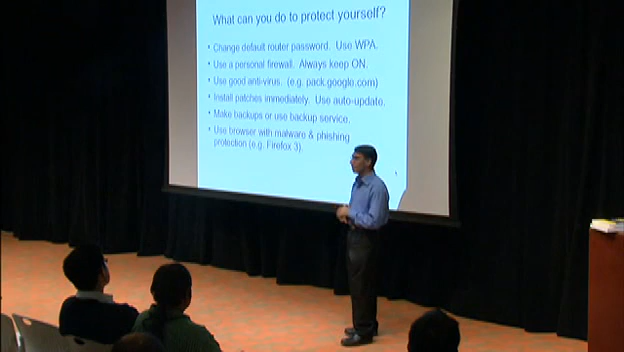 What can you do to protect yourself?
• Change default router password. Use WPA.
• Use a personal firewall. Always keep ON.
• Use good anti-virus. (e.g. pack.google.com)
• Install patches immediately. Use auto-update.
• Make backups or use backup service.
• Use browser with malware & phishing
protection (e.g. Firefox 3).